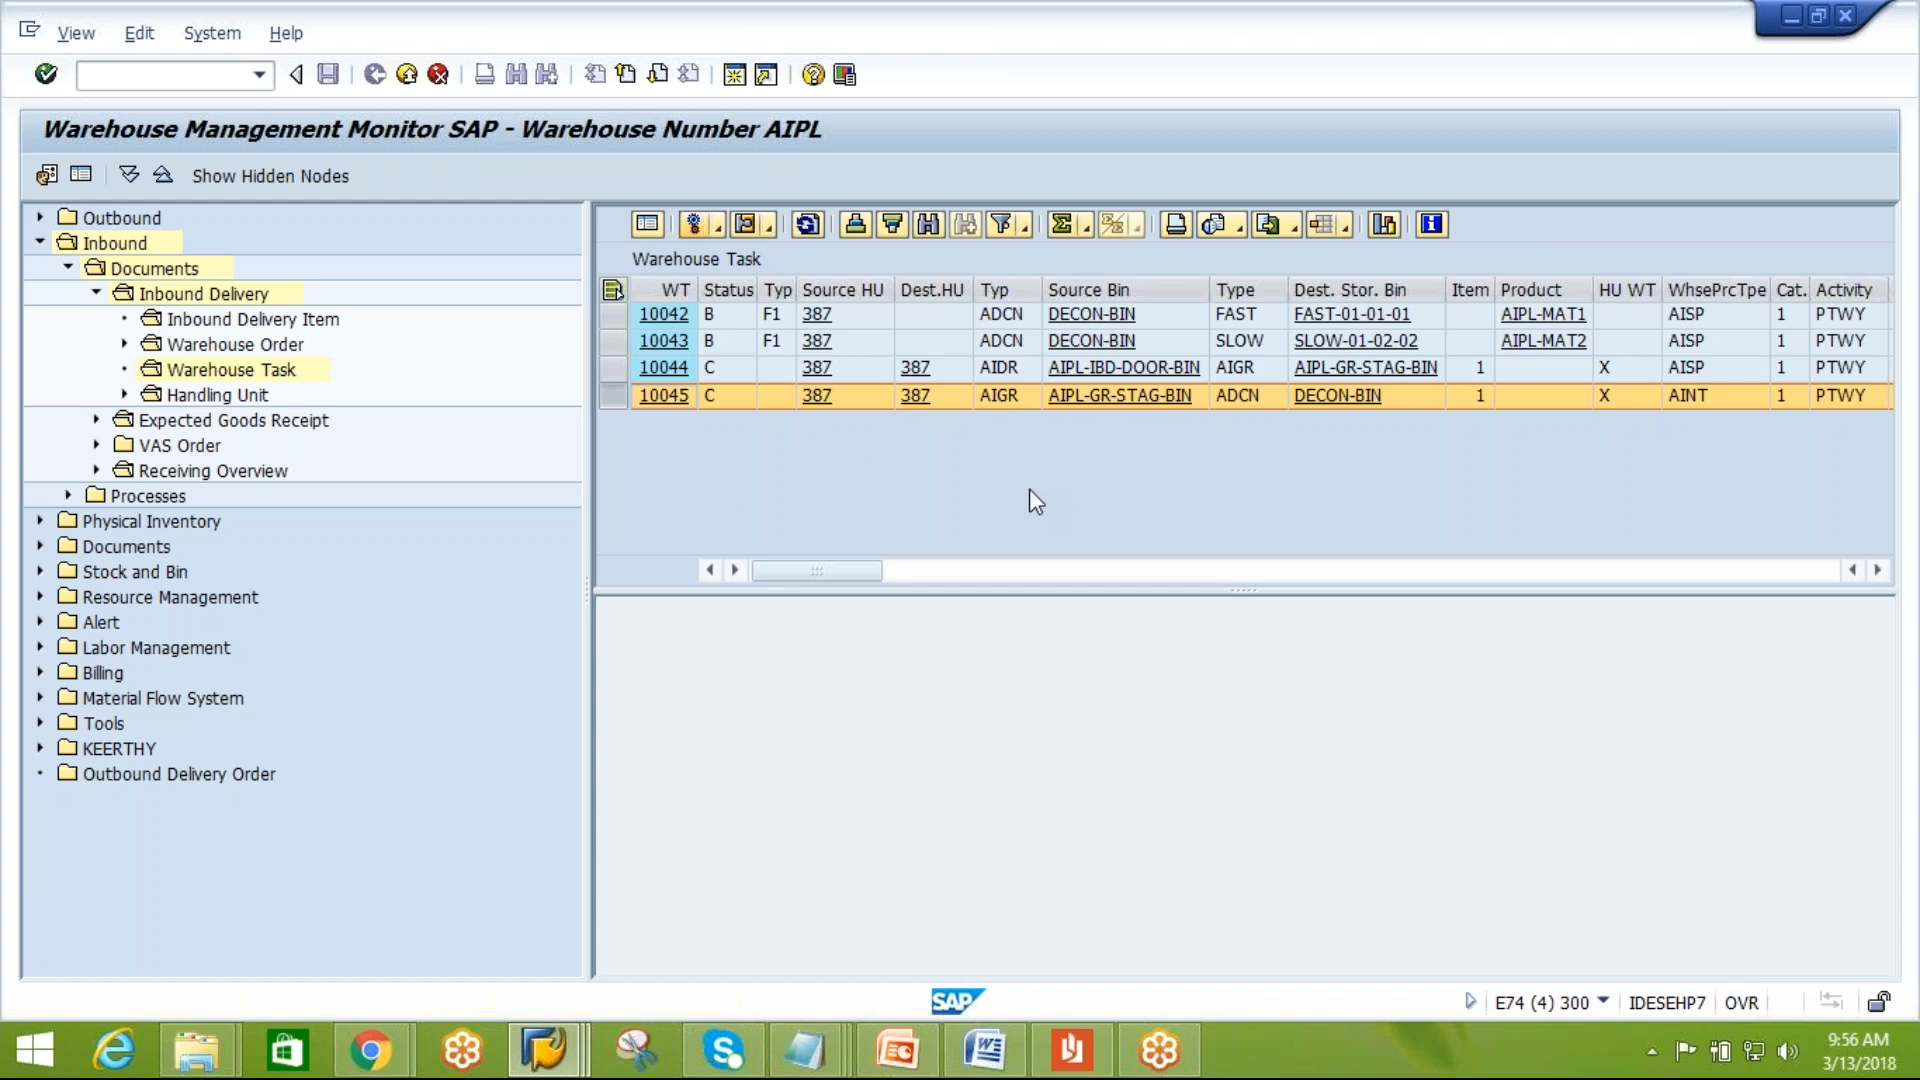 View Edit System Help
Warehouse Management Monitor SAP - Warehouse Number AIPL
Show Hidden Nodes
Outbound
Inbound
Documents
Inbound Delivery
Inbound Delivery Item
Warehouse Order
Warehouse Task
Handling Unit
Expected Goods Receipt
VAS Order
Receiving Overview
Processes
Physical Inventory
Documents
Stock and Bin
Resource Management
Alert
Labor Management
Billing
Material Flow System
Tools
KEERTHY
Outbound Delivery Order
Warehouse Task
WT Status Typ Source HU Dest.HU Typ Source Bin Type Dest. Stor. Bin Item Product HU WT WhsePrcTpe Cat. Activity
10042 B F1 387 ADCN DECON-BIN FAST FAST-01-01-01 AIPL-MAT1 AISP 1 PTWY
10043 B F1 387 ADCN DECON-BIN SLOW SLOW-01-02-02 AIPL-MAT2 AISP 1 PTWY
10044 C 387 387 AIDR AIPL-IBD-DOOR-BIN AIGR AIPL-GR-STAG-BIN 1 X AISP 1 PTWY
10045 C 387 387 AIGR AIPL-GR-STAG-BIN ADCN DECON-BIN 1 X AINT 1 PTWY
SAP
E74 (4) 300 IDESEHP7 OVR
9:56 AM
3/13/2018